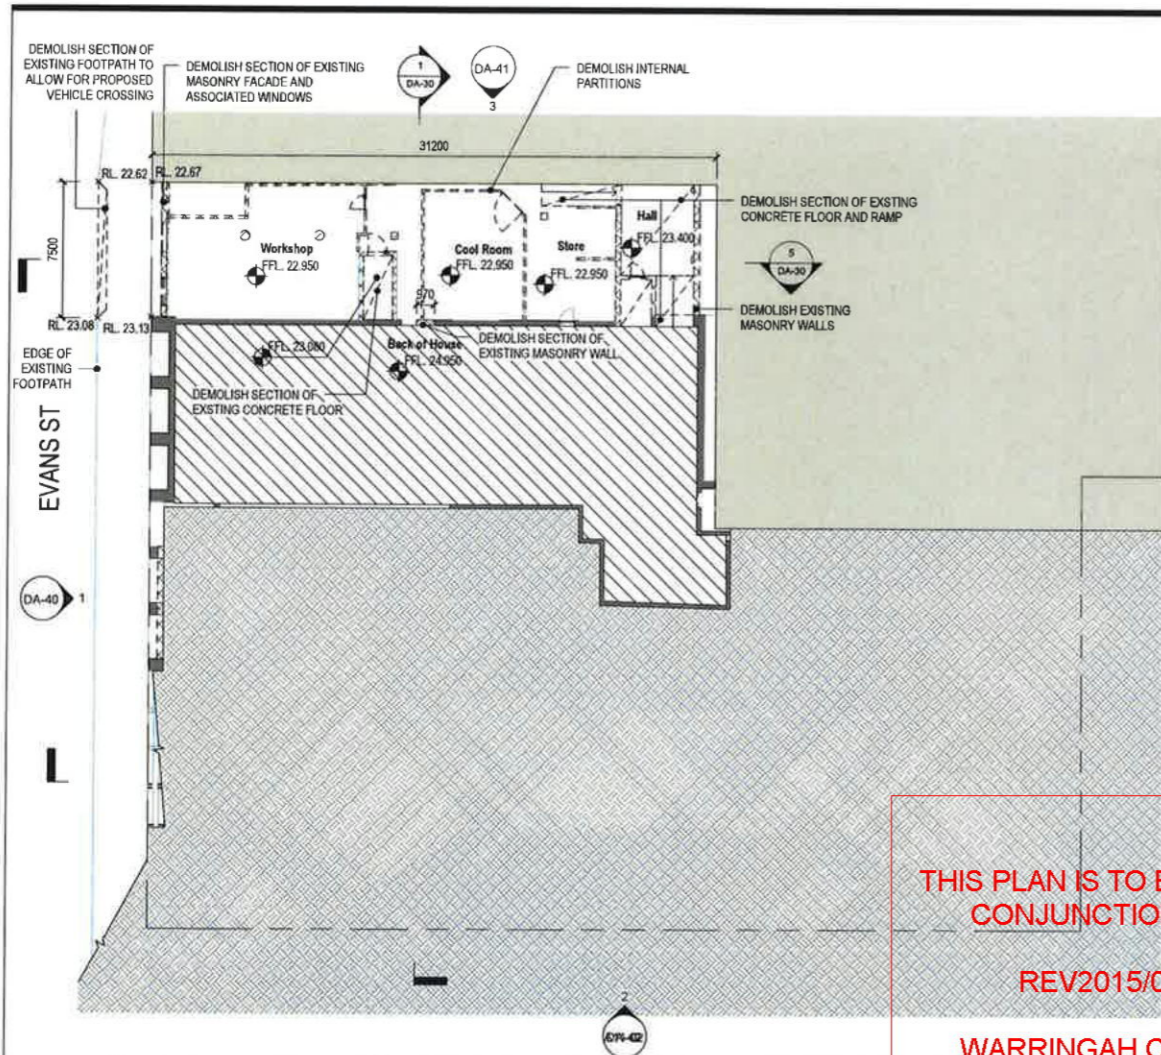 DEMOLISH SECTION OF
EXISTING FOOTPATH TO
ALLOW FOR PROPOSED
VEHICLE CROSSING
DEMOLISH SECTION OF EXISTING
MASONRY FACADE AND
ASSOCIATED WINDOWS
1
DA-30
DA-41
3
DEMOLISH INTERNAL
PARTITIONS
31200
RL. 22.62
RL. 22.67
7500
Workshop
FFL. 22.950
Cool Room
FFL. 22.950
Store
FFL. 22.950
Hall
FFL. 23.400
DEMOLISH SECTION OF EXSTING
CONCRETE FLOOR AND RAMP
5
DA-30
DEMOLISH EXISTING
MASONRY WALLS
970
RL. 23.08
RL. 23.13
EDGE OF
EXISTING
FOOTPATH
Back of House
FFL. 24.950
DEMOLISH SECTION OF
EXISTING MASONRY WALL
DEMOLISH SECTION OF
EXSTING CONCRETE FLOOR
EVANS ST
DA-40
1
2
THIS PLAN IS TO
CONJUNCTIO
REV2015/0
WARRINGAH C